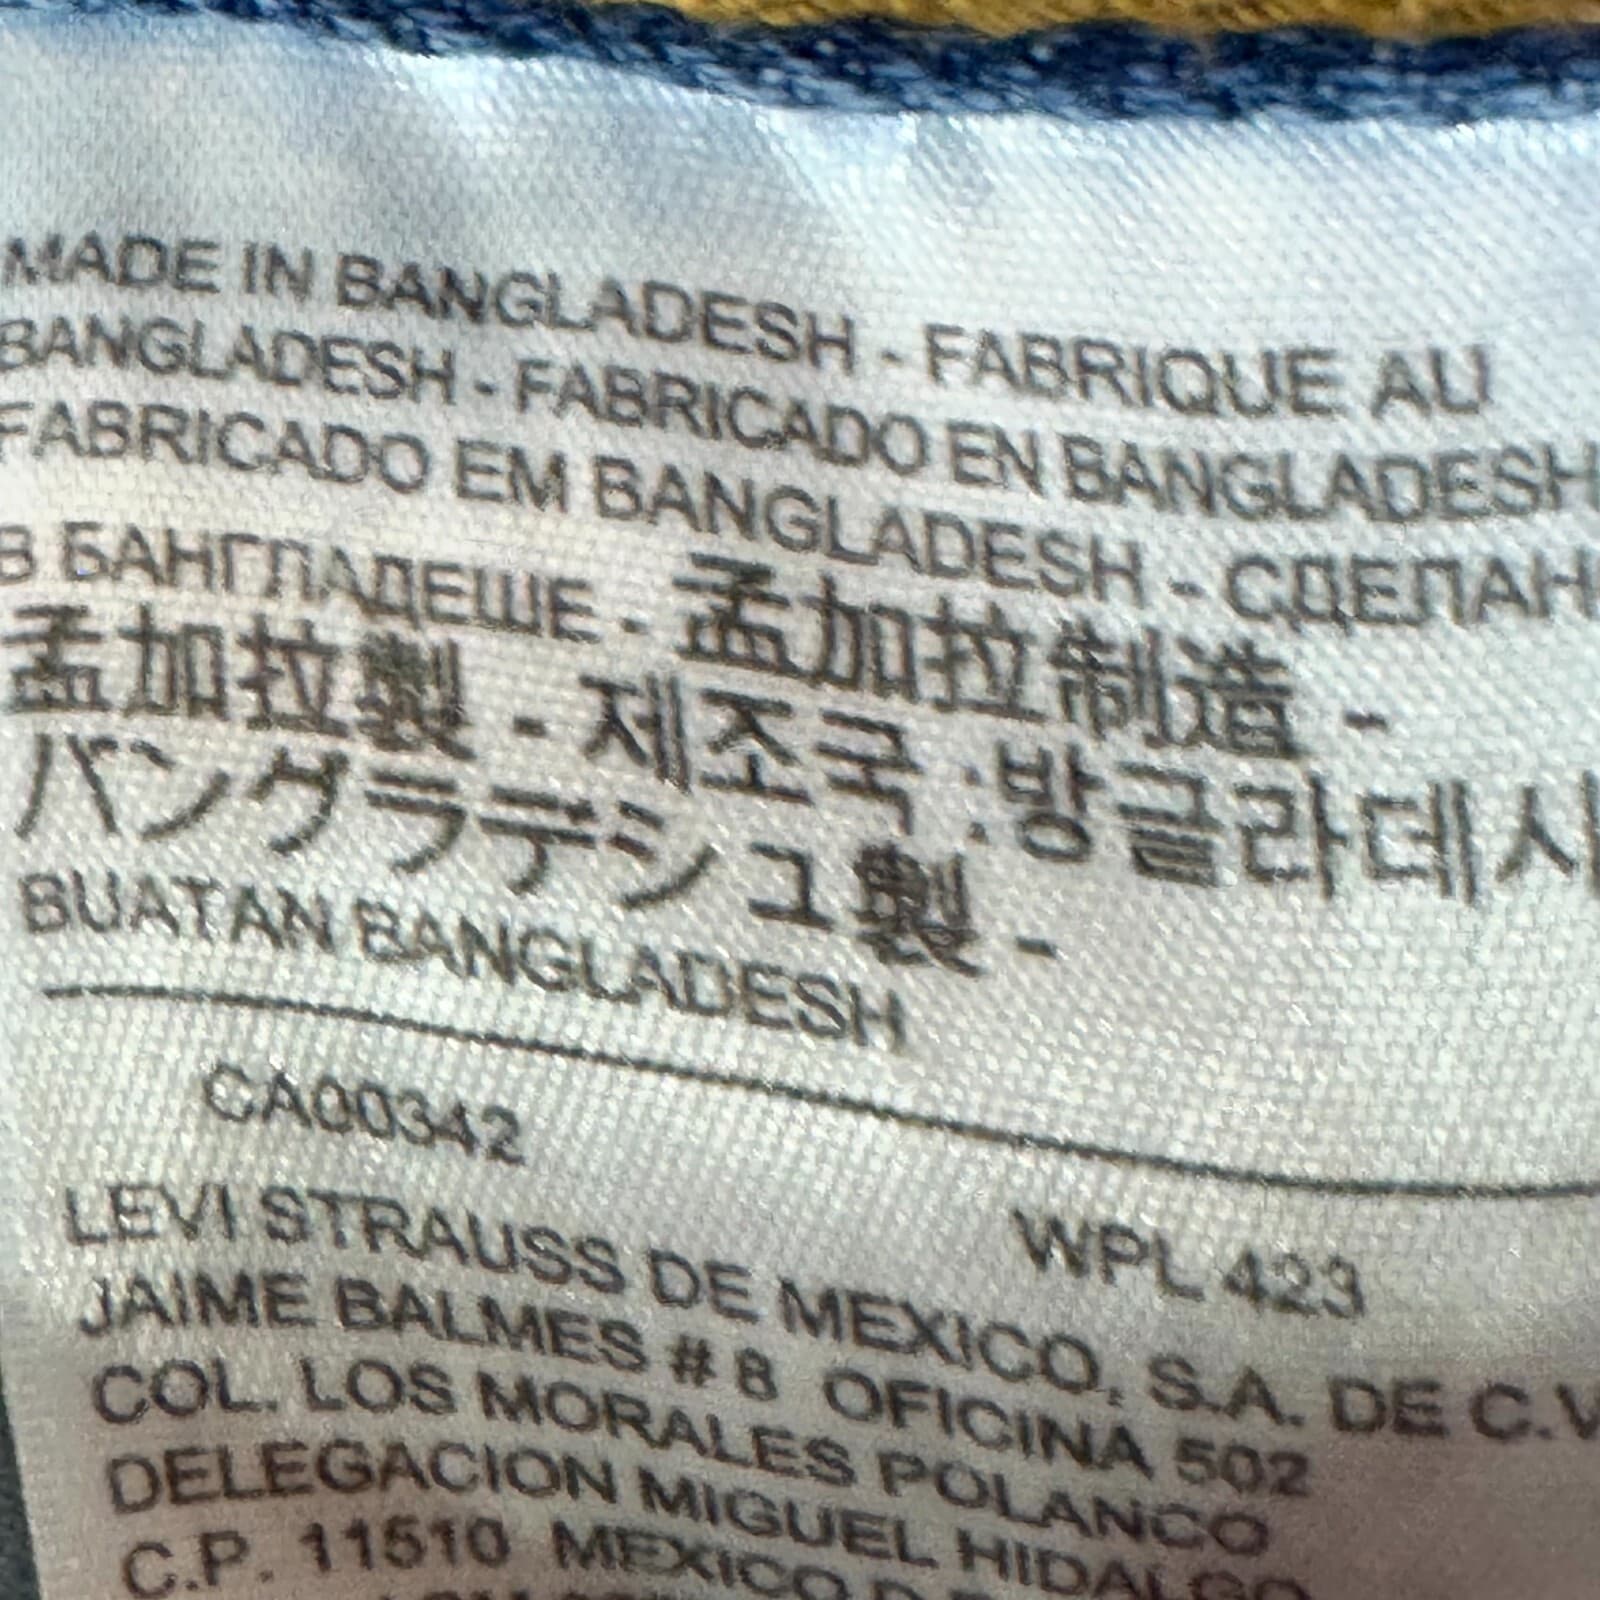 MADE IN BANGLADESH - FABRIQUE AU
BANGLADESH - FABRICADO EN BANGLADESH
FABRICADO EM BANGLADESH - СДЕЛАН
В БАНГЛАДЕШЕ - 孟加拉制造 -
孟加拉製 - 제조국 : 방글라데시
バングラデシュ製 -
BUATAN BANGLADESH
CA00342
WPL 423
LEVI STRAUSS DE MEXICO, S.A. DE C.V
JAIME BALMES # 8 OFICINA 502
COL. LOS MORALES POLANCO
DELEGACION MIGUEL HIDALGO
C.P. 11510 MEXICO D